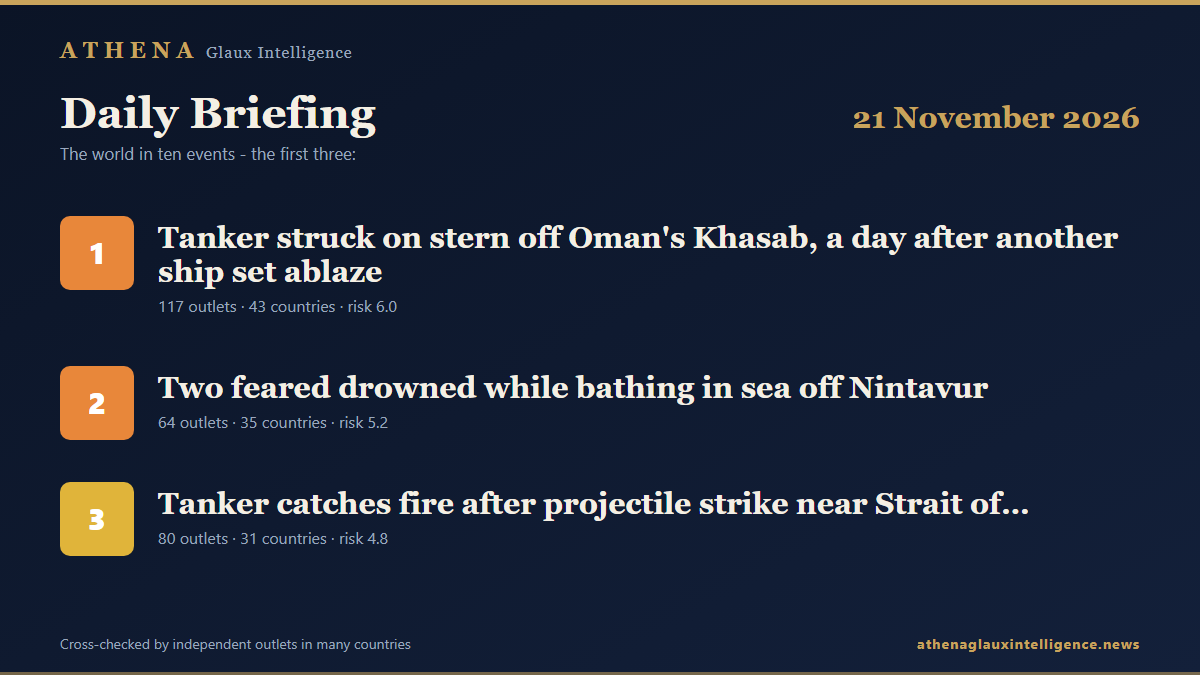 ATHENA Glaux Intelligence
Daily Briefing
21 November 2026
The world in ten events - the first three:
1
Tanker struck on stern off Oman's Khasab, a day after another
ship set ablaze
117 outlets · 43 countries · risk 6.0
2
Two feared drowned while bathing in sea off Nintavur
64 outlets · 35 countries · risk 5.2
3
Tanker catches fire after projectile strike near Strait of...
80 outlets · 31 countries · risk 4.8
Cross-checked by independent outlets in many countries
athenaglauxintelligence.news